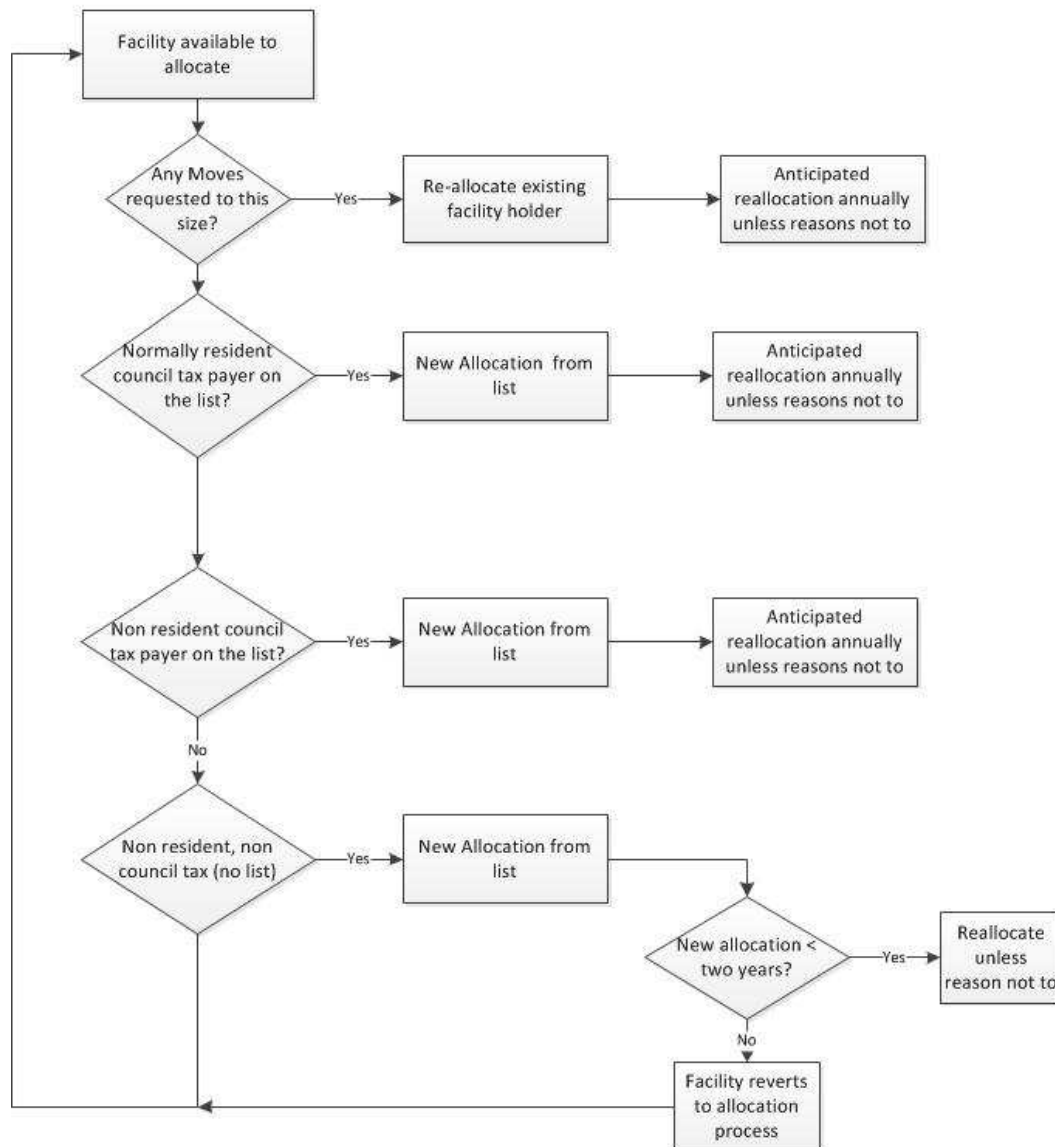 Facility available to
allocate
Any Moves
requested to this
size?
Yes
Re-allocate existing
facility holder
Anticipated
reallocation annually
unless reasons not to
Normally resident
council tax payer on
the list?
Yes
New Allocation from
list
Anticipated
reallocation annually
unless reasons not to
Non resident council
tax payer on the list?
Yes
New Allocation from
list
Anticipated
reallocation annually
unless reasons not to
No
Non resident, non
council tax (no list)
Yes
New Allocation from
list
New allocation <
two years?
Yes
Reallocate
unless
reason not to
No
Facility reverts
to allocation
process